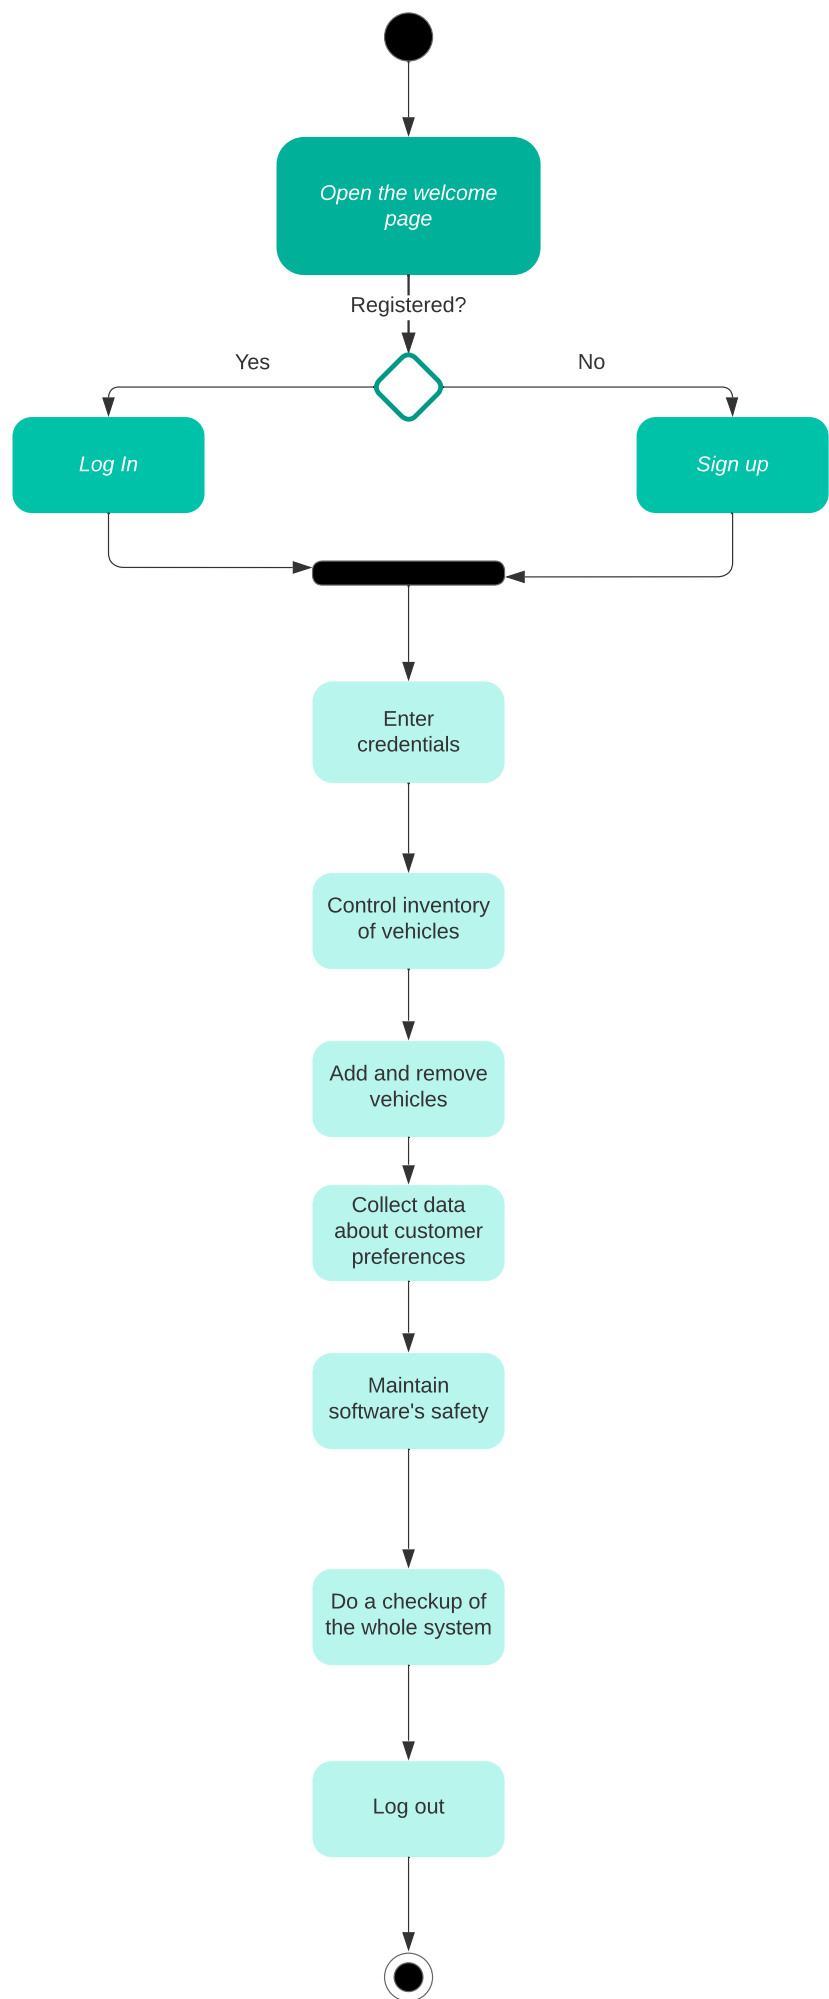 Open the welcome
page
Registered?
Yes
No
Log In
Sign up
Enter
credentials
Control inventory
of vehicles
Add and remove
vehicles
Collect data
about customer
preferences
Maintain
software's safety
Do a checkup of
the whole system
Log out